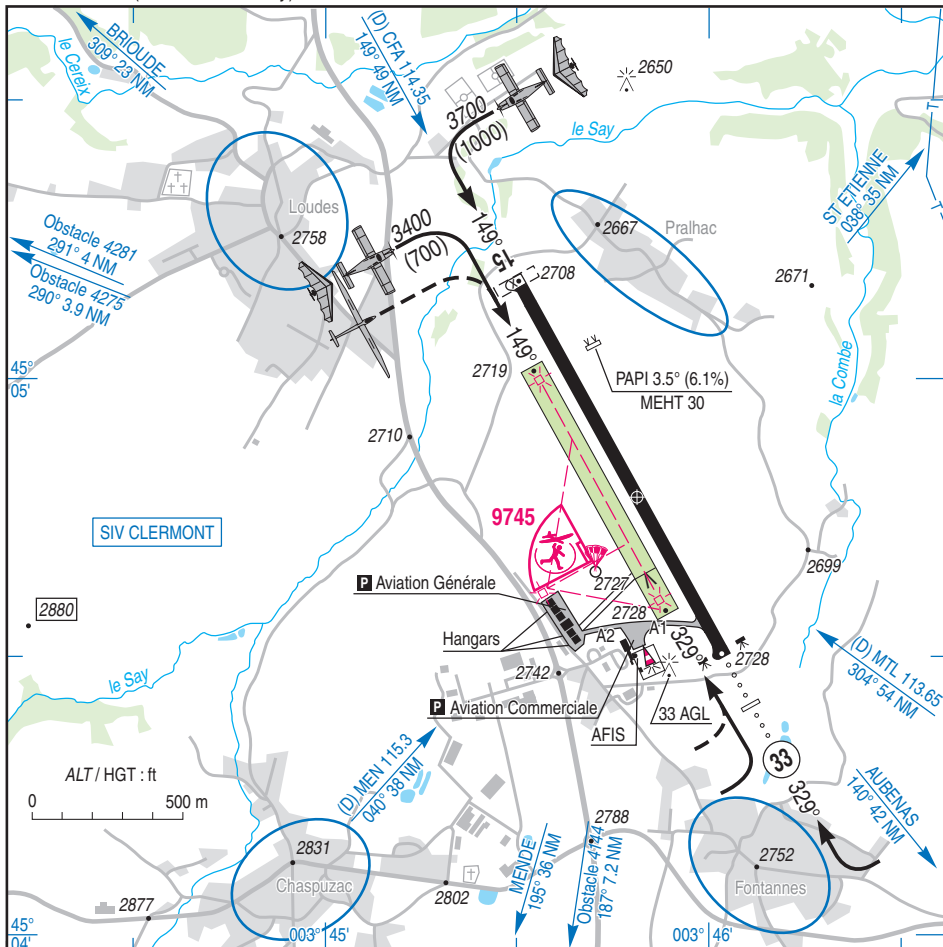 BRIOUDE
309° 23 NM
le Cereix
(D) CFA 114.35
149° 49 NM
2650
3700
(1000)
le Say
ST ETIENNE
038° 35 NM
T
T
Loudes
2758
3400
(700)
149°
15
2667
Pralhac
Obstacle 4281
291° 4 NM
Obstacle 4275
290° 3.9 NM
2708
2671
149°
la Combe
45°
05'
2719
PAPI 3.5° (6.1%)
MEHT 30
2710
SIV CLERMONT
9745
2699
P Aviation Générale
2727
2880
2728
Hangars
A2
A1
329°
2728
(D) MTL 113.65
304° 54 NM
le Say
2742
P Aviation Commerciale
33 AGL
AFIS
33
ALT / HGT : ft
0 500 m
(D) MEN 115.3
040° 38 NM
329°
AUBENAS
140° 42 NM
2788
2831
Chaspuzac
MENDE
195° 36 NM
Obstacle 4144
187° 7.2 NM
2752
Fontannes
2802
2877
45°
04'
003° 45'
003° 46'